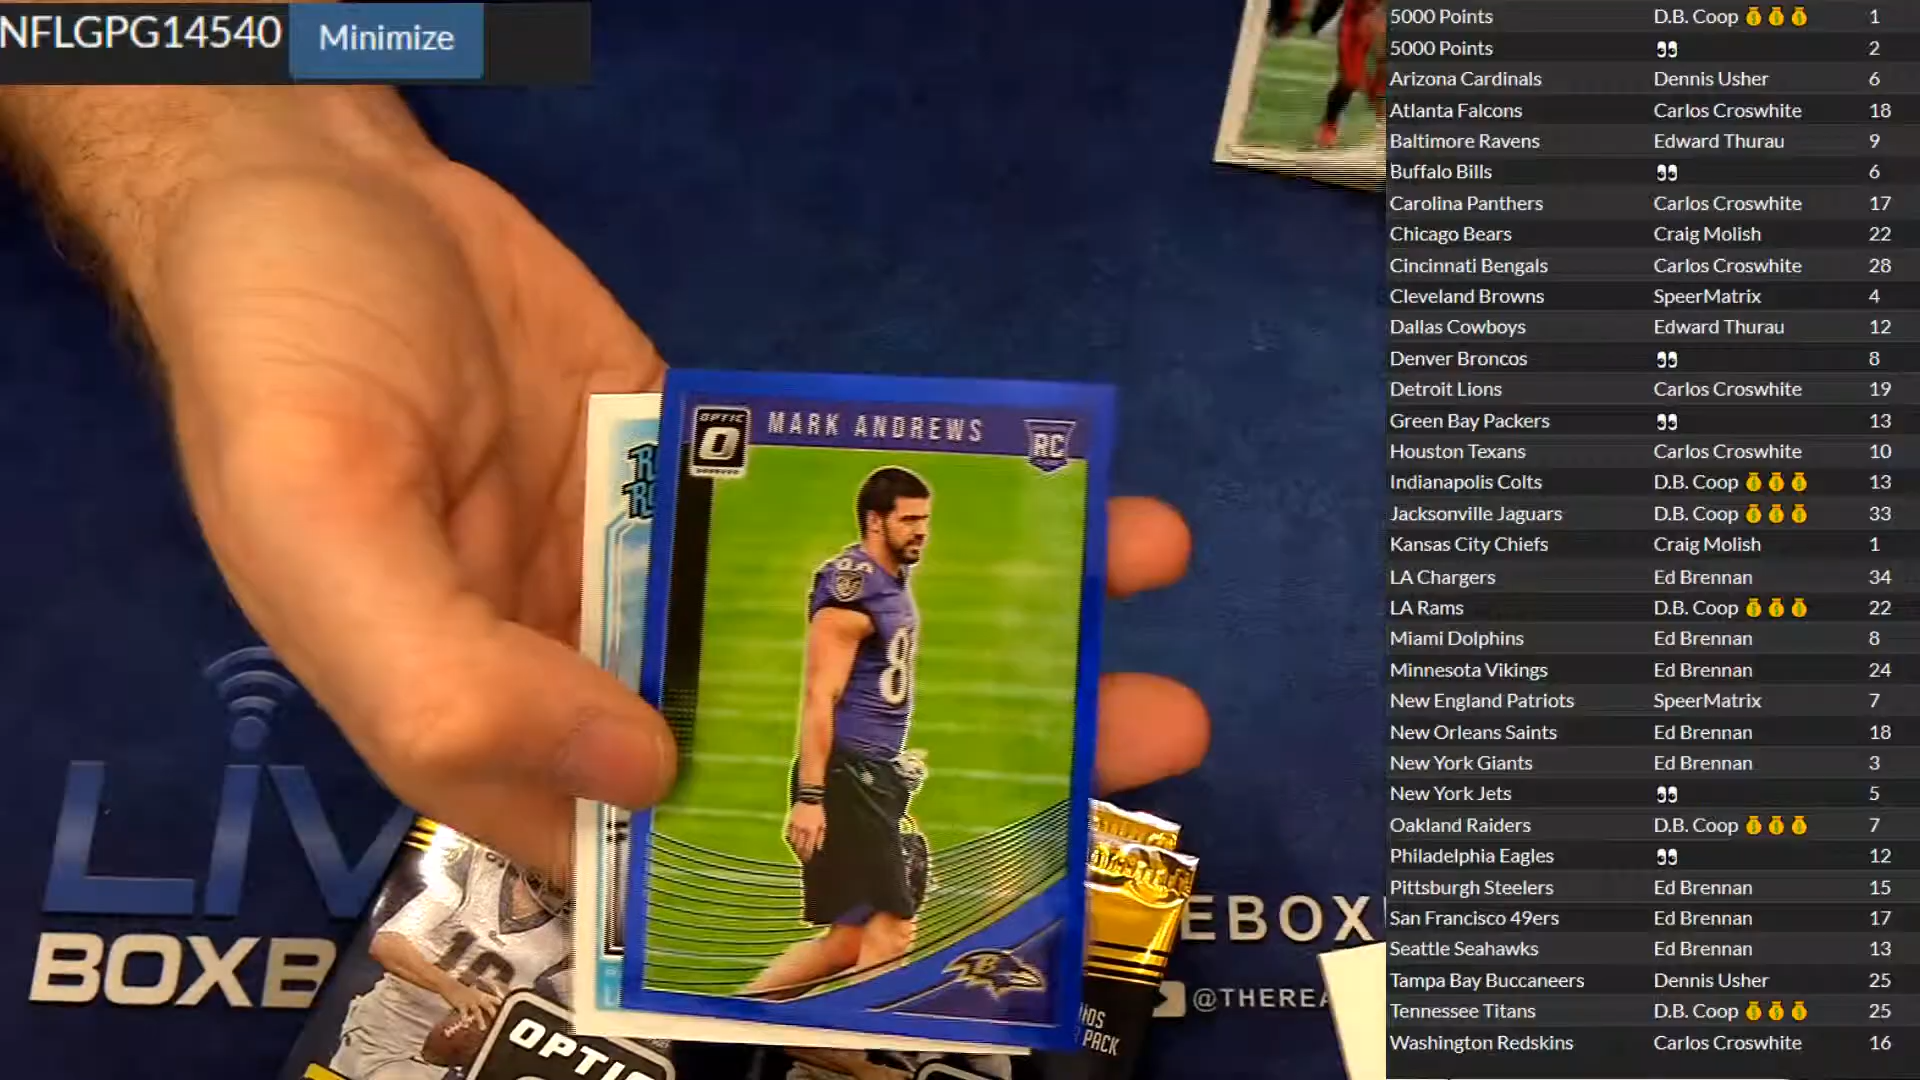 NFLGPG14540 Minimize
OPTIC
MARK ANDREWS
RC
8
LIV
BOXB
EBOX
@THEREA
16
OPTIC
PACK
5000 Points D.B. Coop 1
5000 Points 👀 2
Arizona Cardinals Dennis Usher 6
Atlanta Falcons Carlos Croswhite 18
Baltimore Ravens Edward Thurau 9
Buffalo Bills 👀 6
Carolina Panthers Carlos Croswhite 17
Chicago Bears Craig Molish 22
Cincinnati Bengals Carlos Croswhite 28
Cleveland Browns SpeerMatrix 4
Dallas Cowboys Edward Thurau 12
Denver Broncos 👀 8
Detroit Lions Carlos Croswhite 19
Green Bay Packers 👀 13
Houston Texans Carlos Croswhite 10
Indianapolis Colts D.B. Coop 13
Jacksonville Jaguars D.B. Coop 33
Kansas City Chiefs Craig Molish 1
LA Chargers Ed Brennan 34
LA Rams D.B. Coop 22
Miami Dolphins Ed Brennan 8
Minnesota Vikings Ed Brennan 24
New England Patriots SpeerMatrix 7
New Orleans Saints Ed Brennan 18
New York Giants Ed Brennan 3
New York Jets 👀 5
Oakland Raiders D.B. Coop 7
Philadelphia Eagles 👀 12
Pittsburgh Steelers Ed Brennan 15
San Francisco 49ers Ed Brennan 17
Seattle Seahawks Ed Brennan 13
Tampa Bay Buccaneers Dennis Usher 25
Tennessee Titans D.B. Coop 25
Washington Redskins Carlos Croswhite 16